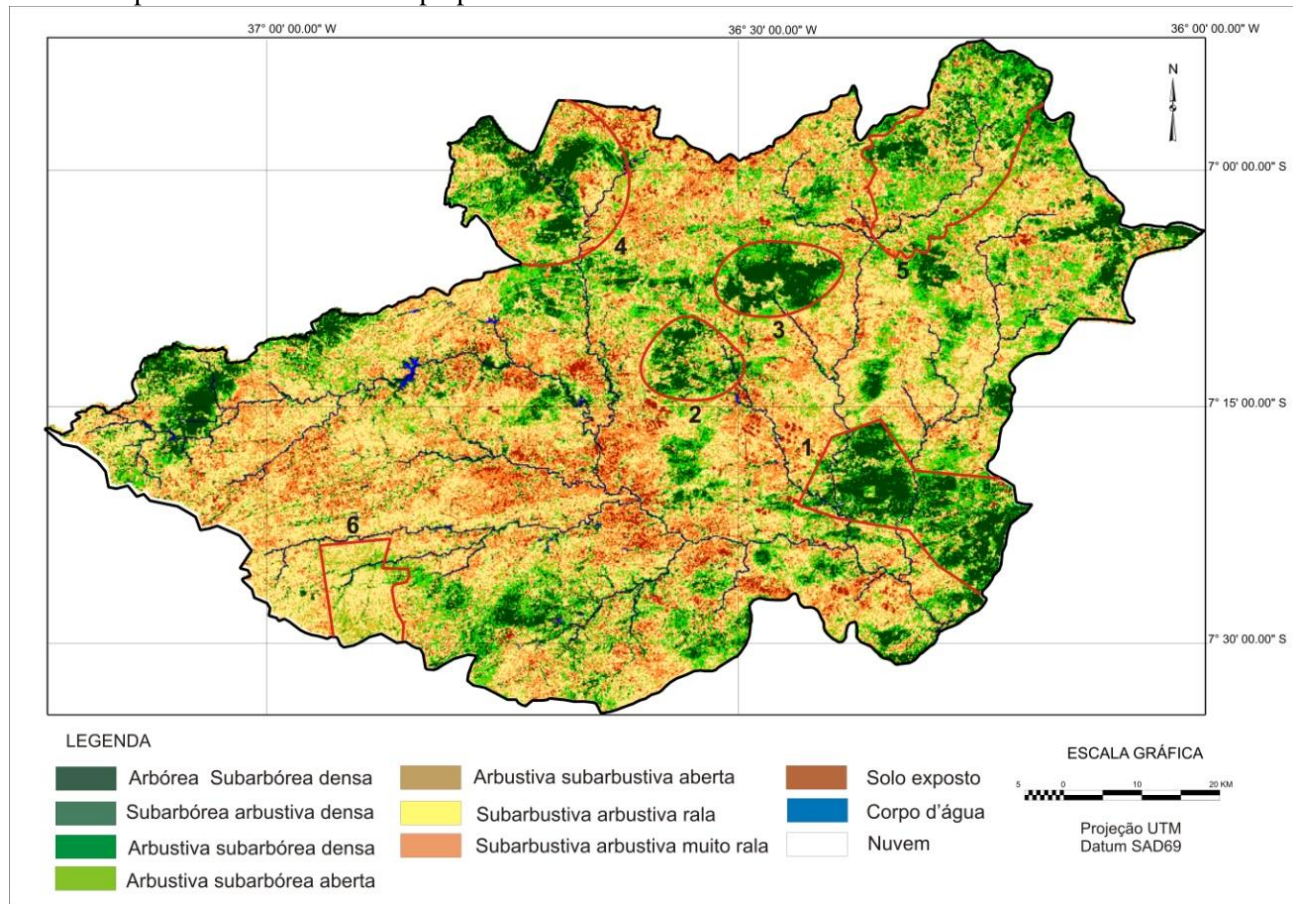 37° 00' 00.00" W
36° 30' 00.00" W
36° 00' 00.00" W
N
7° 00' 00.00" S
4
5
3
2
7° 15' 00.00" S
1
6
7° 30' 00.00" S
LEGENDA
Arbórea Subarbórea densa
Subarbórea arbustiva densa
Arbustiva subarbórea densa
Arbustiva subarbórea aberta
Arbustiva subarbustiva aberta
Subarbustiva arbustiva rala
Subarbustiva arbustiva muito rala
Solo exposto
Corpo d'água
Nuvem
ESCALA GRÁFICA
5 0 10 20 KM
Projeção UTM
Datum SAD69